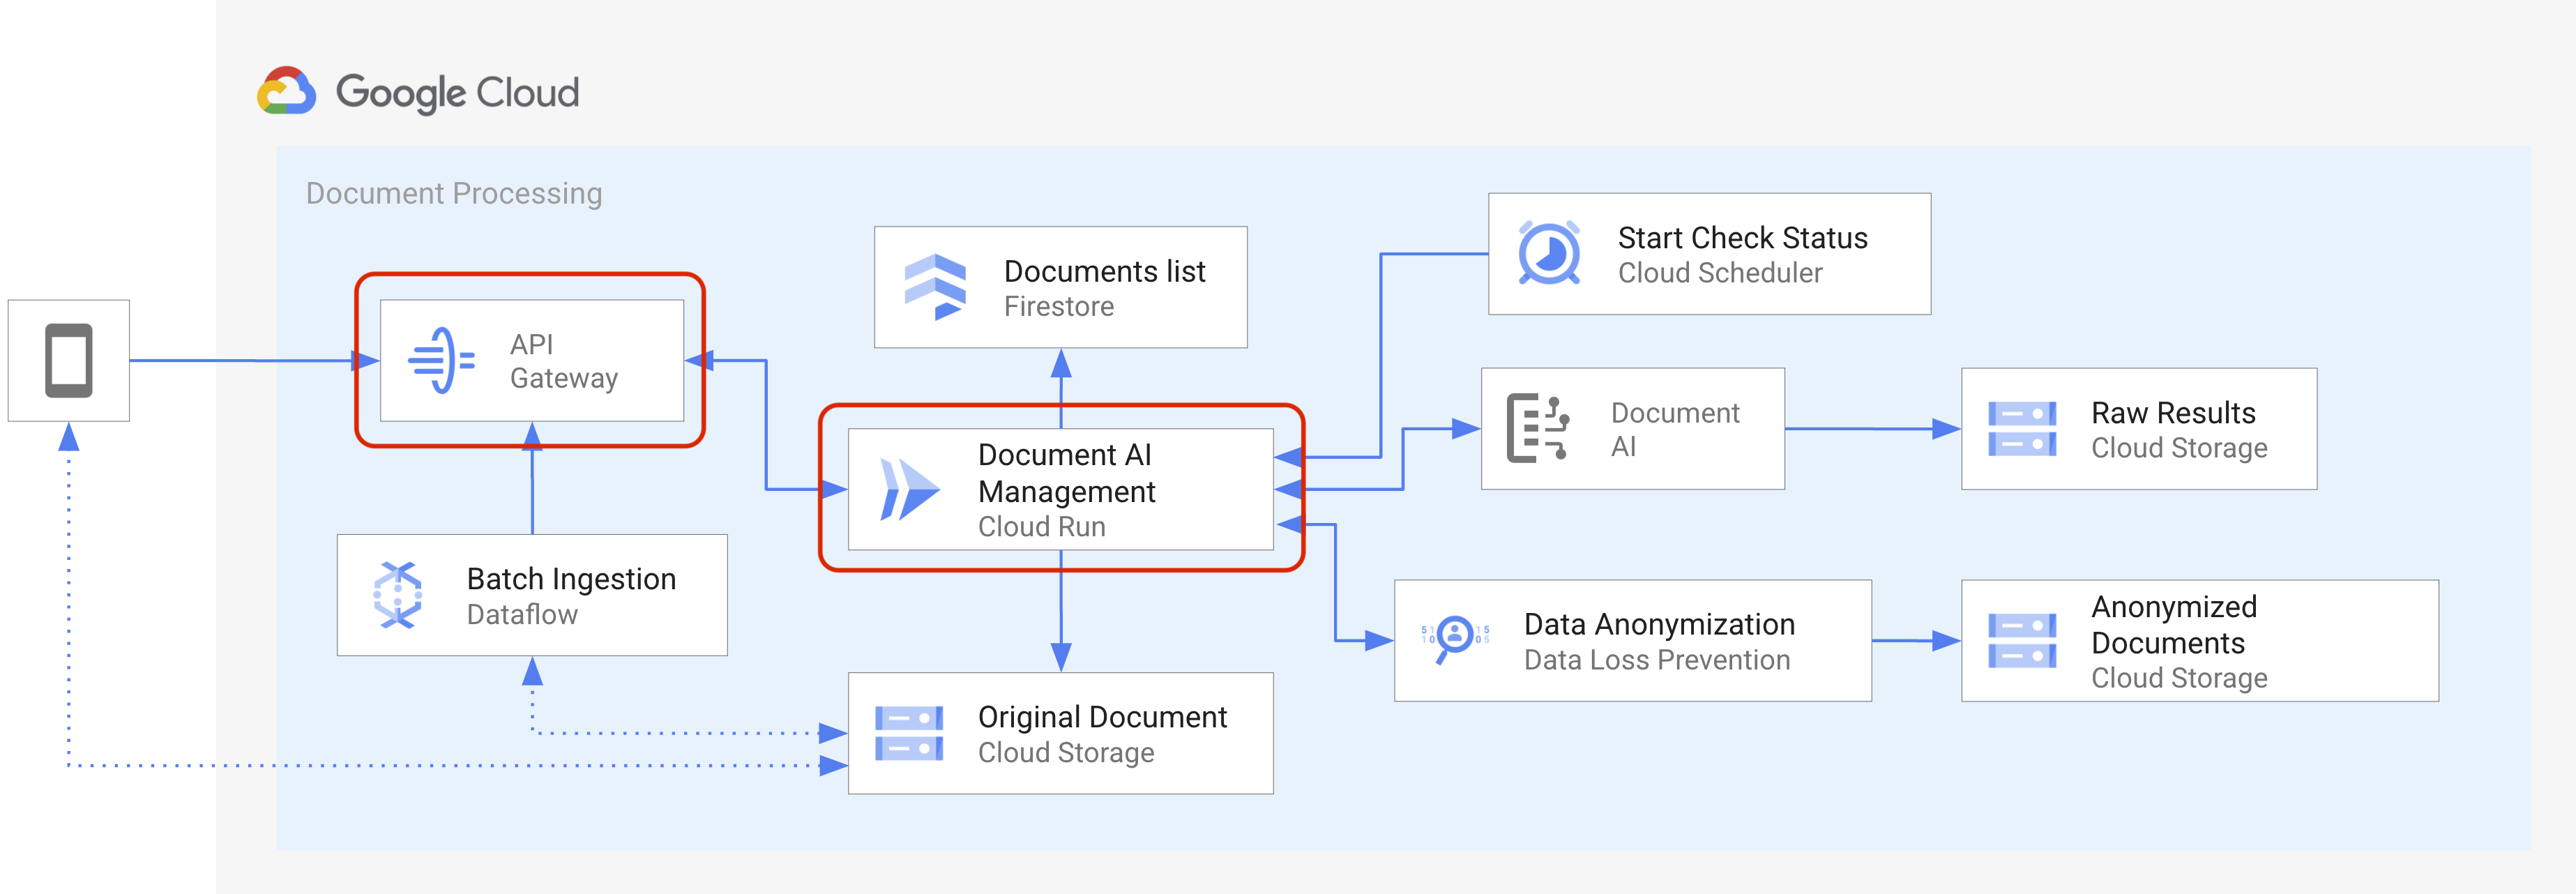 Google Cloud
Document Processing
API
Gateway
Batch Ingestion
Dataflow
Documents list
Firestore
Document AI
Management
Cloud Run
Original Document
Cloud Storage
Start Check Status
Cloud Scheduler
Document
AI
Raw Results
Cloud Storage
Data Anonymization
Data Loss Prevention
Anonymized
Documents
Cloud Storage